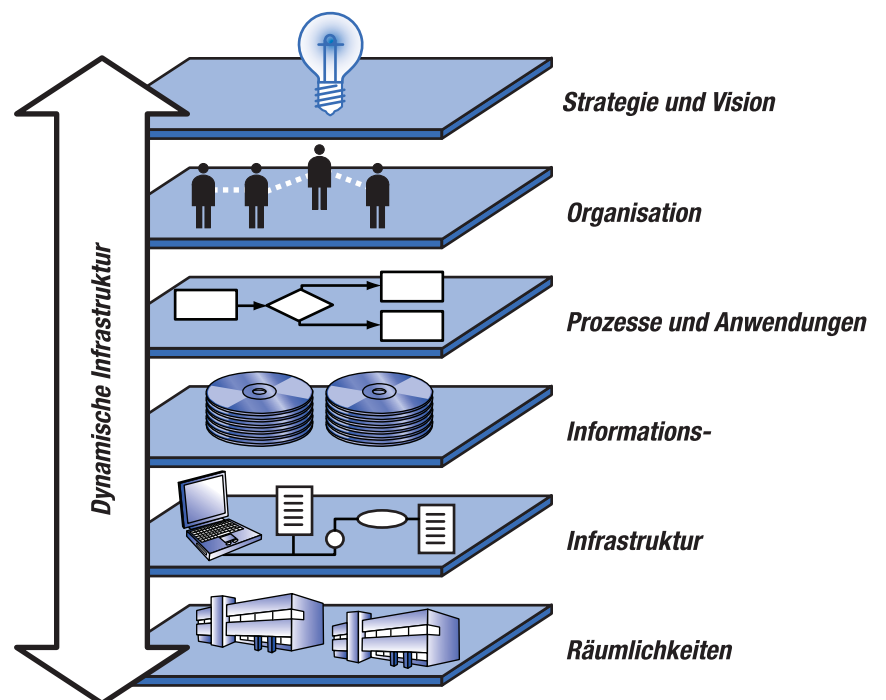 Strategie und Vision
Organisation
Prozesse und Anwendungen
Informations-
Infrastruktur
Räumlichkeiten
Dynamische Infrastruktur